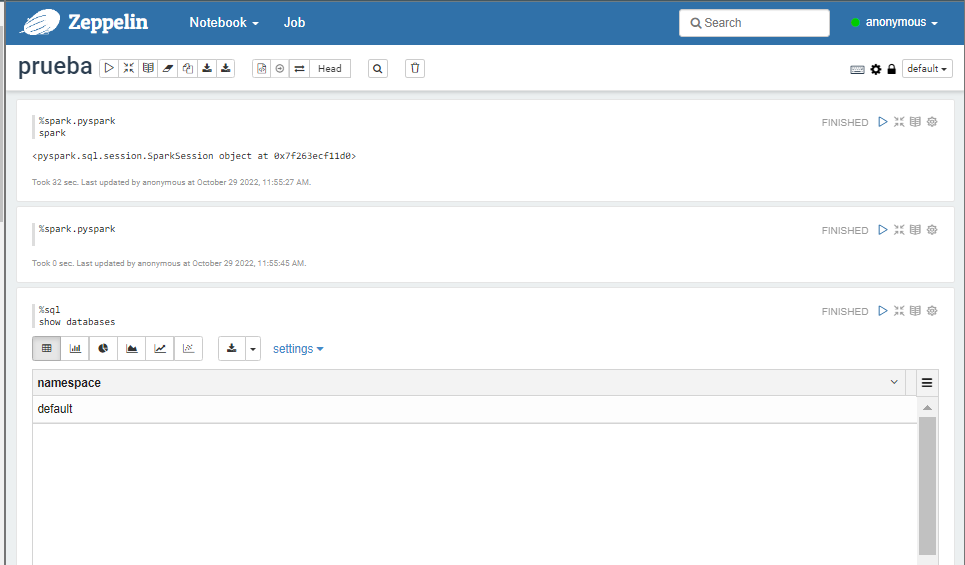 Zeppelin Notebook Job Search anonymous
prueba Head default
%spark.pyspark FINISHED
spark
<pyspark.sql.session.SparkSession object at 0x7f263ecf11d0>
Took 32 sec. Last updated by anonymous at October 29 2022, 11:55:27 AM.
%spark.pyspark FINISHED
Took 0 sec. Last updated by anonymous at October 29 2022, 11:55:45 AM.
%sql FINISHED
show databases
settings
namespace
default